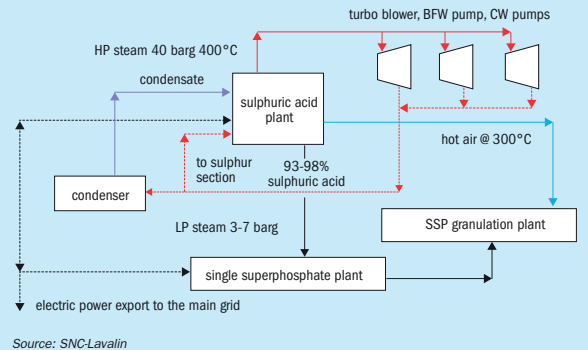 turbo blower, BFW pump, CW pumps
HP steam 40 barg 400°C
condensate
sulphuric acid
plant
hot air @ 300°C
to sulphur
section
93-98%
sulphuric acid
condenser
LP steam 3-7 barg
SSP granulation plant
single superphosphate plant
electric power export to the main grid
Source: SNC-Lavalin